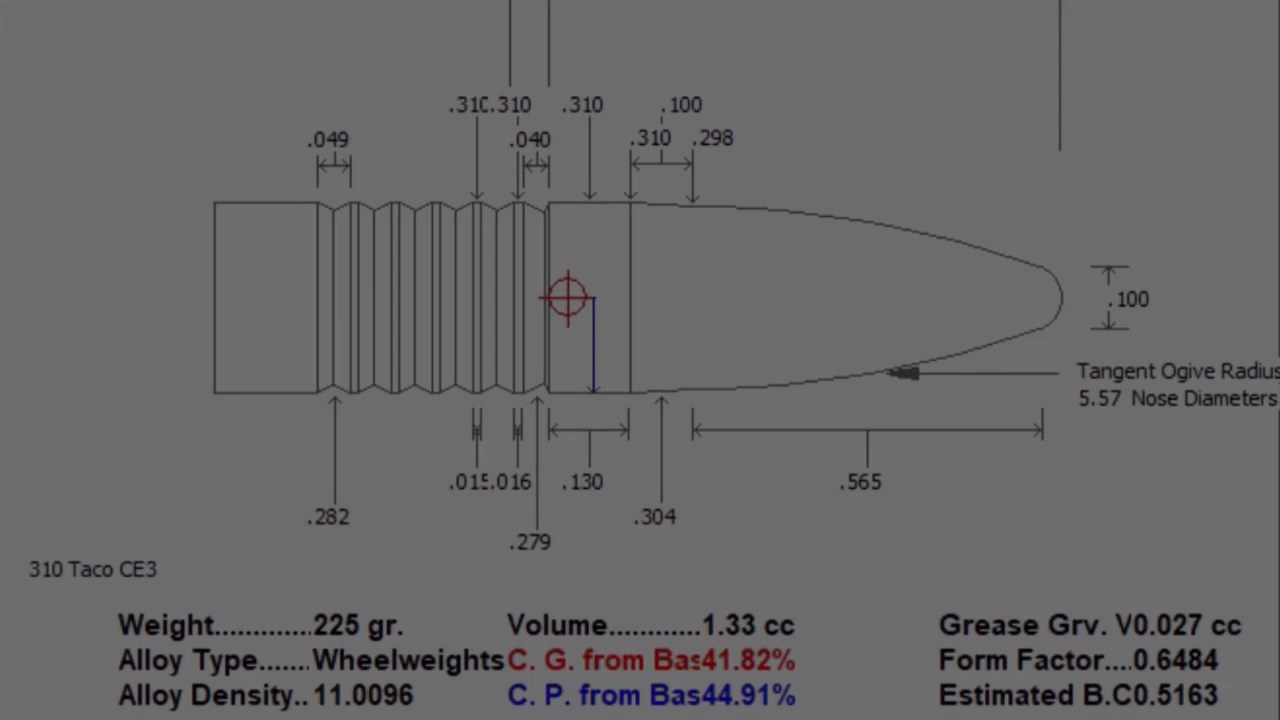 .310 .310 .310 .100
.049 .040 .310 .298
.100
Tangent Ogive Radius
5.57 Nose Diameters
.015 .016 .130 .565
.282 .304
.279
310 Taco CE3
Weight.............225 gr. Volume............1.33 cc Grease Grv. V0.027 cc
Alloy Type.......Wheelweights C. G. from Bas41.82% Form Factor....0.6484
Alloy Density..11.0096 C. P. from Bas44.91% Estimated B.C0.5163